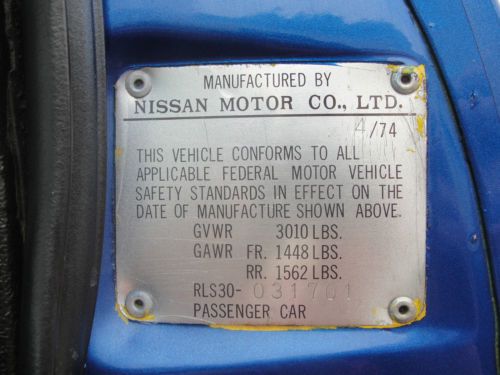 MANUFACTURED BY
NISSAN MOTOR CO., LTD.
4/74
THIS VEHICLE CONFORMS TO ALL
APPLICABLE FEDERAL MOTOR VEHICLE
SAFETY STANDARDS IN EFFECT ON THE
DATE OF MANUFACTURE SHOWN ABOVE.
GVWR 3010 LBS.
GAWR FR. 1448 LBS.
RR. 1562 LBS.
RLS30- 031701
PASSENGER CAR